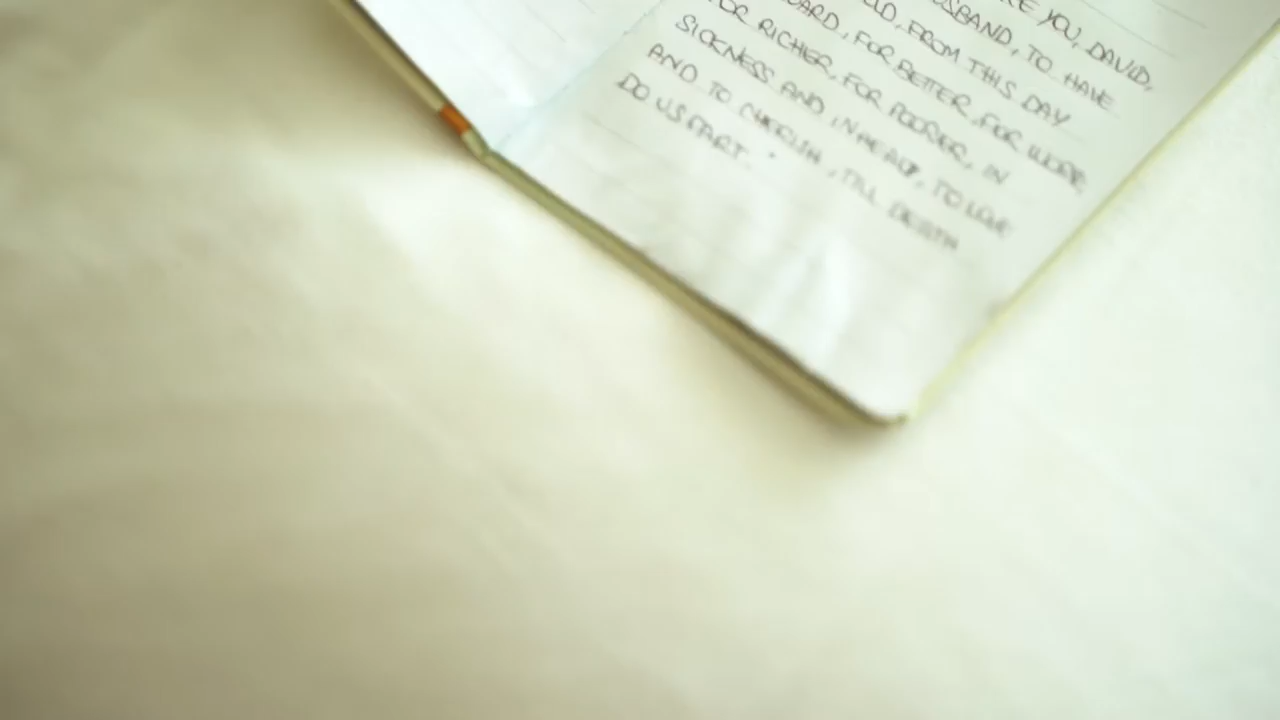 YOU, DAVID,
HUSBAND, TO HAVE
FROM THIS DAY
FOR BETTER, FOR WORSE
FOR RICHER, FOR POORER, IN
SICKNESS AND IN HEALT, TO LOVE
AND TO CHERISH, TILL DEATH
DO US PART.